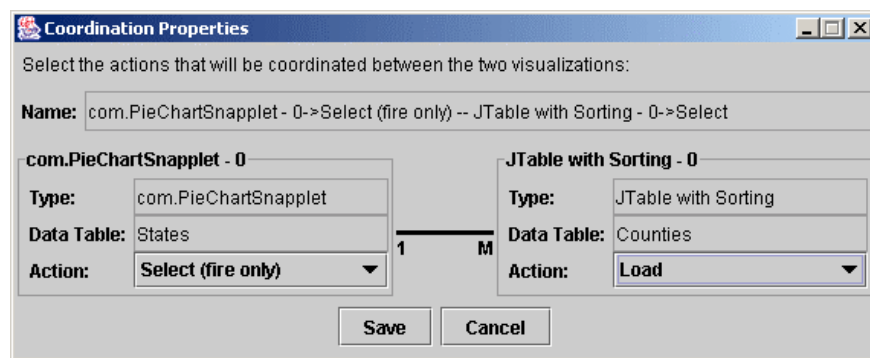 Coordination Properties
Select the actions that will be coordinated between the two visualizations:
Name: com.PieChartSnapplet - 0->Select (fire only) -- JTable with Sorting - 0->Select
com.PieChartSnapplet - 0
Type: com.PieChartSnapplet
Data Table: States
Action: Select (fire only)
1 M
JTable with Sorting - 0
Type: JTable with Sorting
Data Table: Counties
Action: Load
Save Cancel